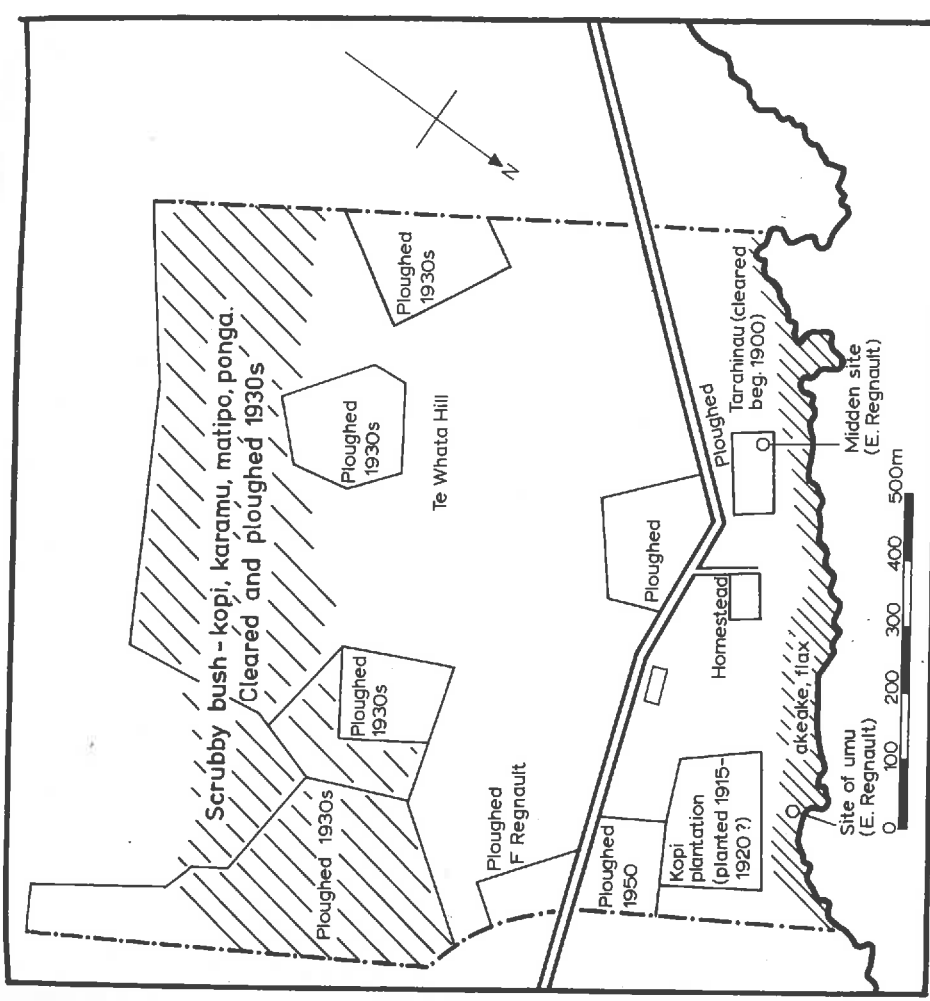 Scrubby bush-kopi, karamu, matipo, ponga.
Cleared and ploughed 1930s
Ploughed 1930s
Ploughed
1930s
Ploughed
1930s
Ploughed
1930s
N
Te Whata Hill
Ploughed
F Regnault
Ploughed
Ploughed
Ploughed
1950
Kopi
plantation
(planted 1915-
1920 ?)
Homestead
Tarahinau (cleared
beg. 1900)
akeake, flax
Site of umu
(E. Regnault)
Midden site
(E. Regnault)
0 100 200 300 400 500m